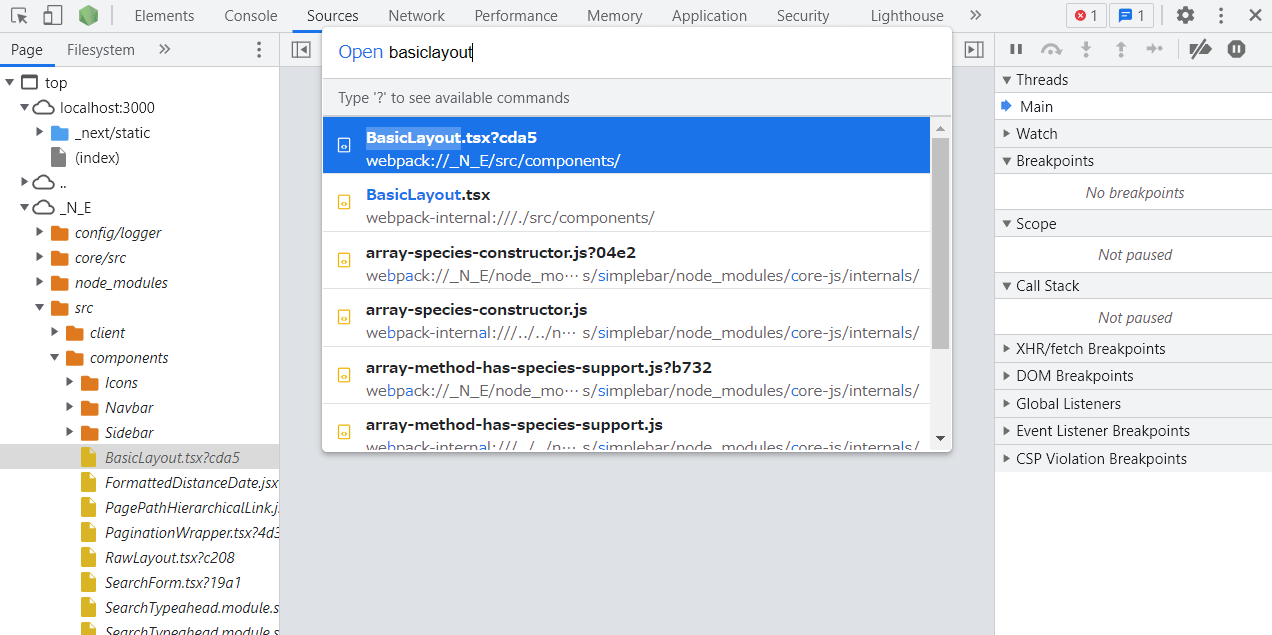 Elements Console Sources Network Performance Memory Application Security Lighthouse 1 1
Page Filesystem
Open basiclayout
Type '?' to see available commands
BasicLayout.tsx?cda5
webpack://_N_E/src/components/
BasicLayout.tsx
webpack-internal:///./src/components/
array-species-constructor.js?04e2
webpack://_N_E/node_mo… s/simplebar/node_modules/core-js/internals/
array-species-constructor.js
webpack-internal:///../../n… s/simplebar/node_modules/core-js/internals/
array-method-has-species-support.js?b732
webpack://_N_E/node_mo… s/simplebar/node_modules/core-js/internals/
array-method-has-species-support.js
webpack-internal:///../../n… s/simplebar/node_modules/core-js/internals/
top
localhost:3000
_next/static
(index)
..
_N_E
config/logger
core/src
node_modules
src
client
components
Icons
Navbar
Sidebar
BasicLayout.tsx?cda5
FormattedDistanceDate.jsx
PagePathHierarchicalLink.j
PaginationWrapper.tsx?4d3
RawLayout.tsx?c208
SearchForm.tsx?19a1
SearchTypeahead.module.s
SearchTypeahead.module.s
Threads
Main
Watch
Breakpoints
No breakpoints
Scope
Not paused
Call Stack
Not paused
XHR/fetch Breakpoints
DOM Breakpoints
Global Listeners
Event Listener Breakpoints
CSP Violation Breakpoints